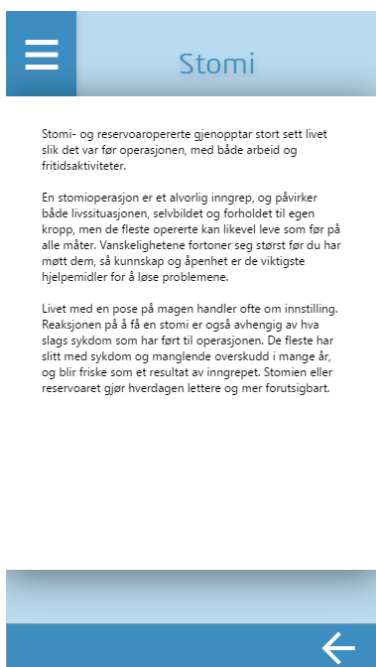 Stomi
Stomi- og reservoaropererte gjenopptar stort sett livet
slik det var før operasjonen, med både arbeid og
fritidsaktiviteter.
En stomioperasjon er et alvorlig inngrep, og påvirker
både livssituasjonen, selvbildet og forholdet til egen
kropp, men de fleste opererte kan likevel leve som før på
alle måter. Vanskelighetene fortoner seg størst før du har
møtt dem, så kunnskap og åpenhet er de viktigste
hjelpemidler for å løse problemene.
Livet med en pose på magen handler ofte om innstilling.
Reaksjonen på å få en stomi er også avhengig av hva
slags sykdom som har ført til operasjonen. De fleste har
slitt med sykdom og manglende overskudd i mange år,
og blir friske som et resultat av inngrepet. Stomien eller
reservoaret gjør hverdagen lettere og mer forutsigbart.